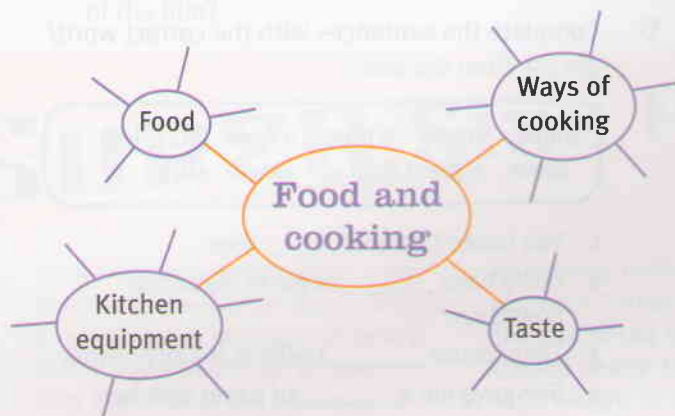 Food
Ways of
cooking
Food and
cooking
Kitchen
equipment
Taste